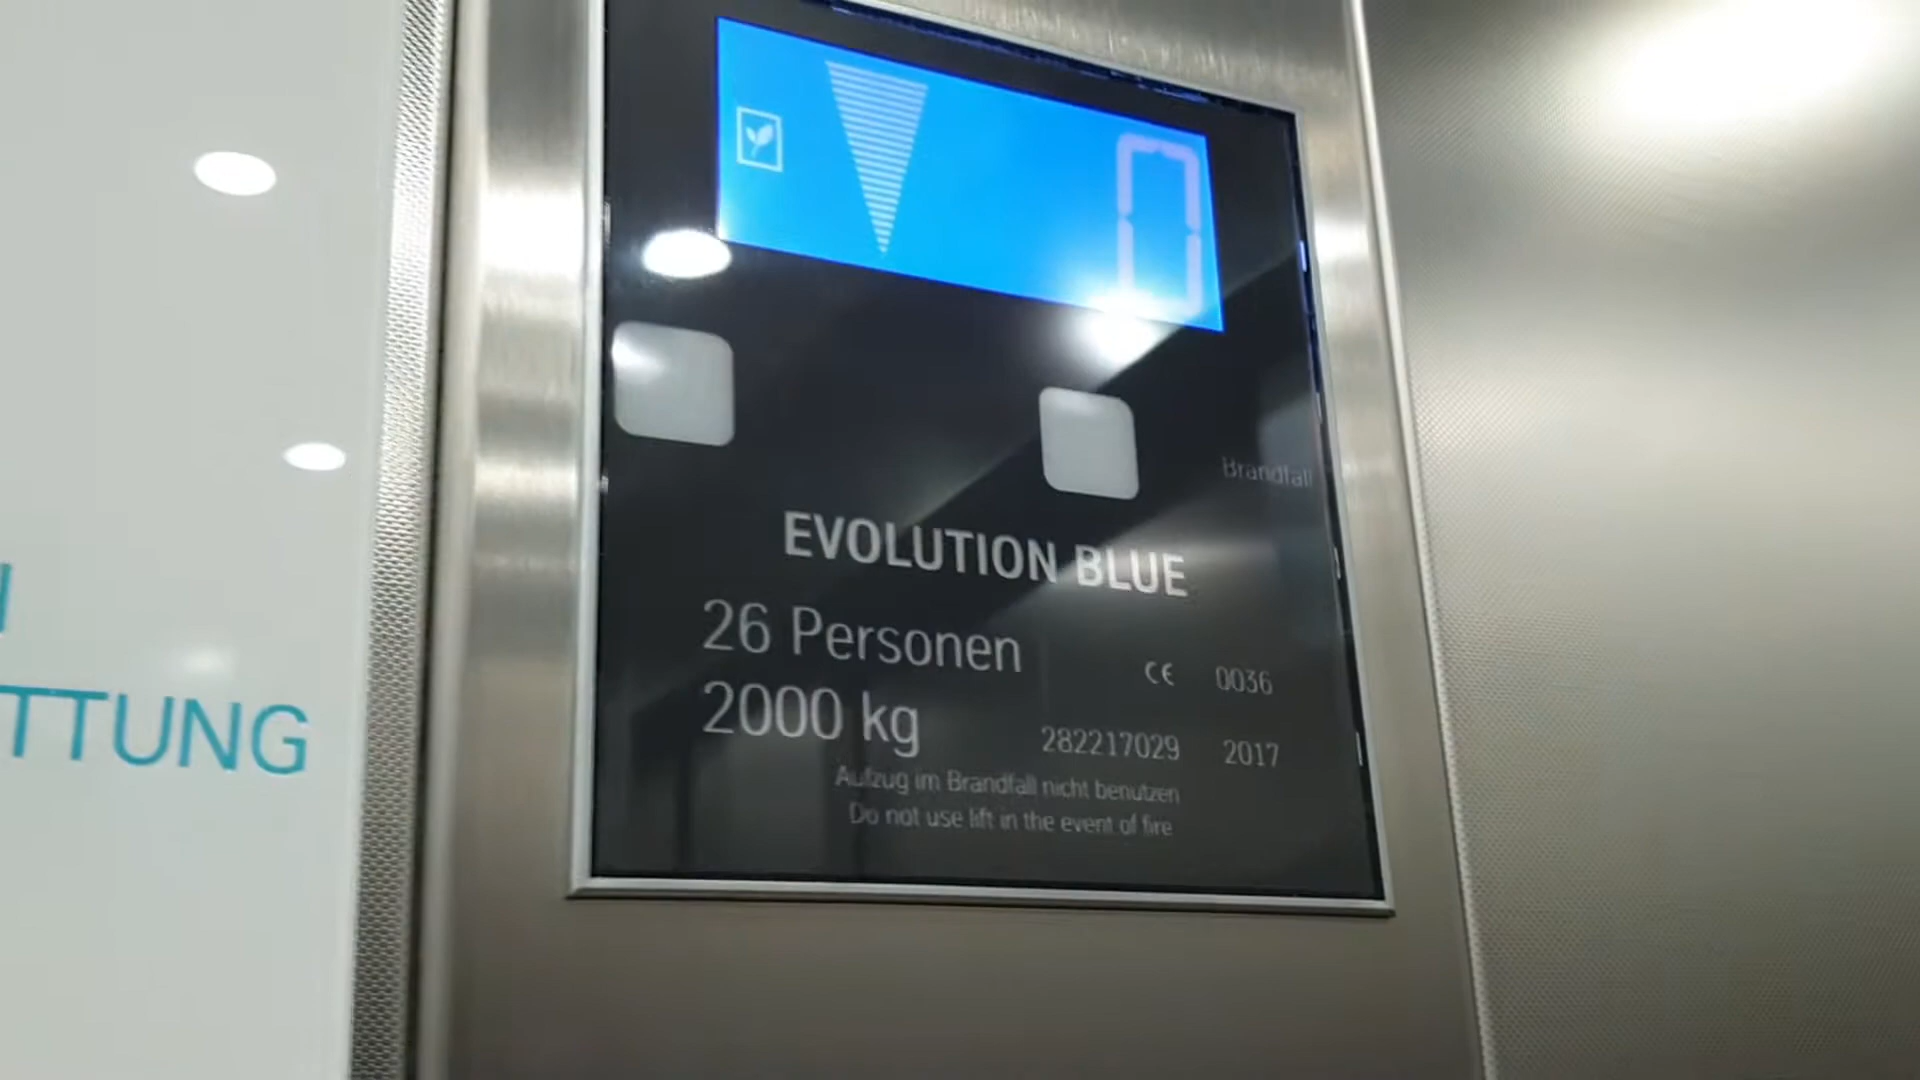 0
Brandfall
EVOLUTION BLUE
26 Personen
CE 0036
2000 kg
282217029 2017
Aufzug im Brandfall nicht benutzen
Do not use lift in the event of fire
TTUNG